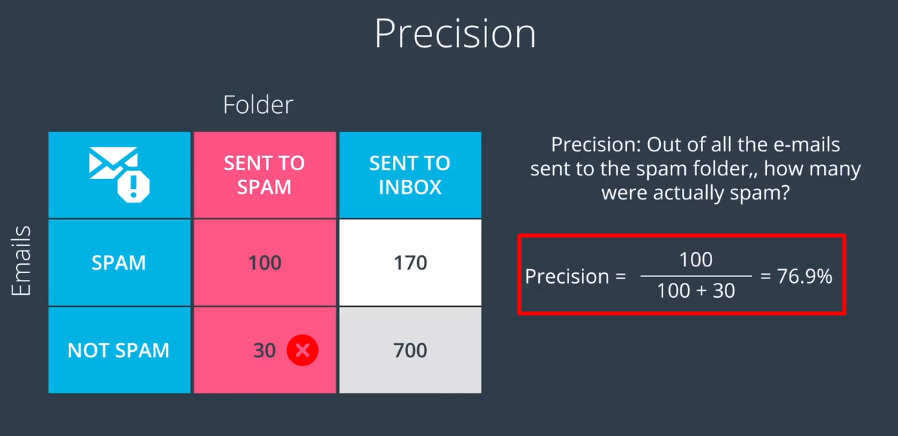 Precision
Folder
Emails
SENT TO
SPAM
SENT TO
INBOX
SPAM
100
170
NOT SPAM
30
700
Precision: Out of all the e-mails
sent to the spam folder,, how many
were actually spam?
Precision = 100 / 100 + 30 = 76.9%